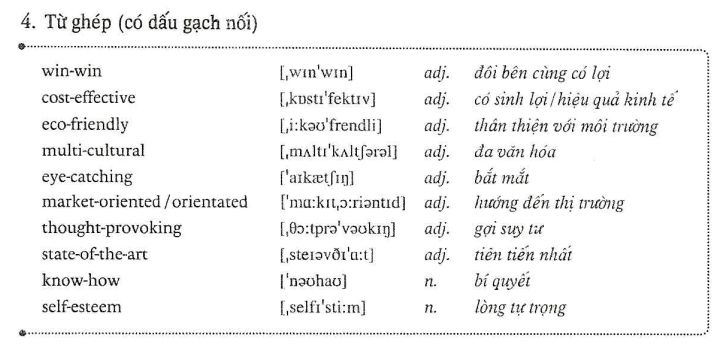 4. Từ ghép (có dấu gạch nối)
win-win [ˌwɪnˈwɪn] adj. đôi bên cùng có lợi
cost-effective [ˌkɒstɪˈfektɪv] adj. có sinh lợi/hiệu quả kinh tế
eco-friendly [ˌiːkəʊˈfrendli] adj. thân thiện với môi trường
multi-cultural [ˌmʌltɪˈkʌltʃərəl] adj. đa văn hóa
eye-catching [ˈaɪkætʃɪŋ] adj. bắt mắt
market-oriented / orientated [ˈmɑːkɪtˌɔːriəntɪd] adj. hướng đến thị trường
thought-provoking [ˌθɔːtprəˈvəʊkɪŋ] adj. gợi suy tư
state-of-the-art [ˌsteɪəvðɪˈɑːt] adj. tiên tiến nhất
know-how [ˈnəʊhaʊ] n. bí quyết
self-esteem [ˌselfɪˈstiːm] n. lòng tự trọng